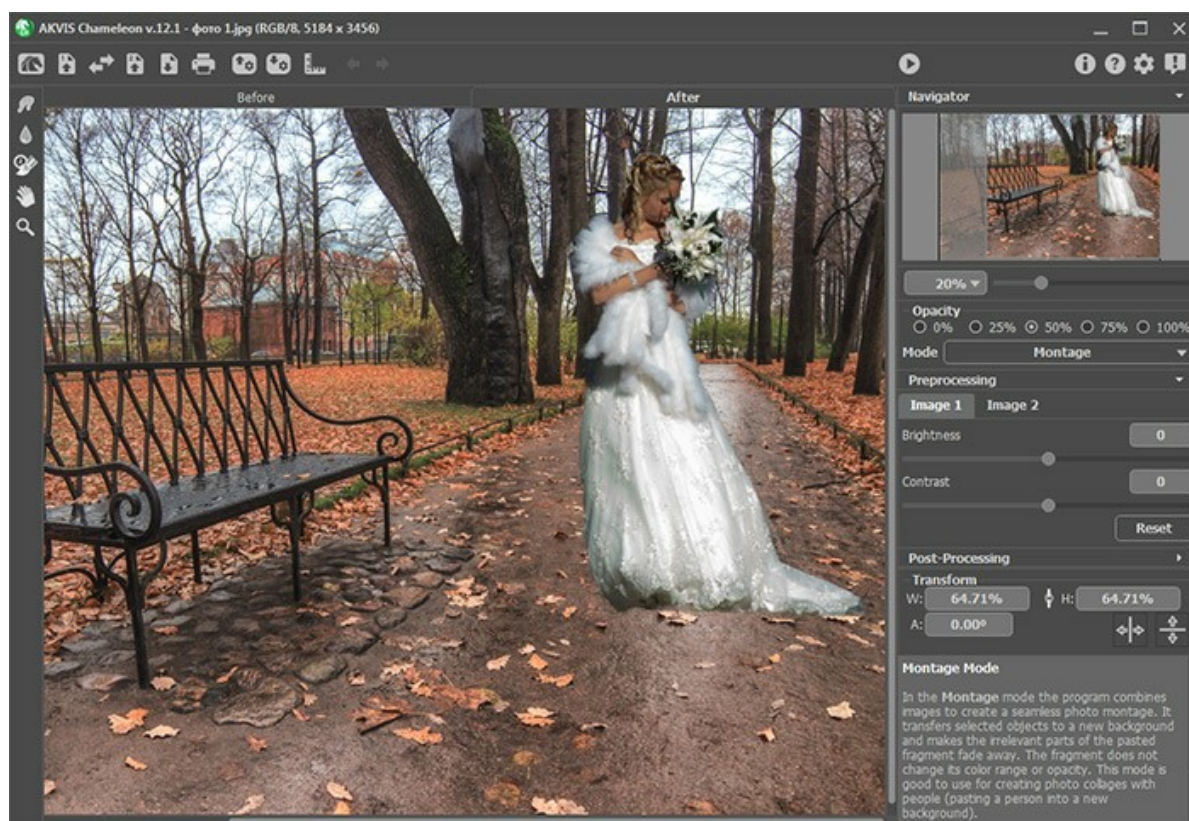 AKVIS Chameleon v.12.1 - фото 1.jpg (RGB/8, 5184 x 3456)
Before
After
Navigator
20%
Opacity
0% 25% 50% 75% 100%
Mode Montage
Preprocessing
Image 1 Image 2
Brightness 0
Contrast 0
Reset
Post-Processing
Transform
W: 64.71% H: 64.71%
A: 0.00º
Montage Mode
In the Montage mode the program combines
images to create a seamless photo montage. It
transfers selected objects to a new background
and makes the irrelevant parts of the pasted
fragment fade away. The fragment does not
change its color range or opacity. This mode is
good to use for creating photo collages with
people (pasting a person into a new
background).